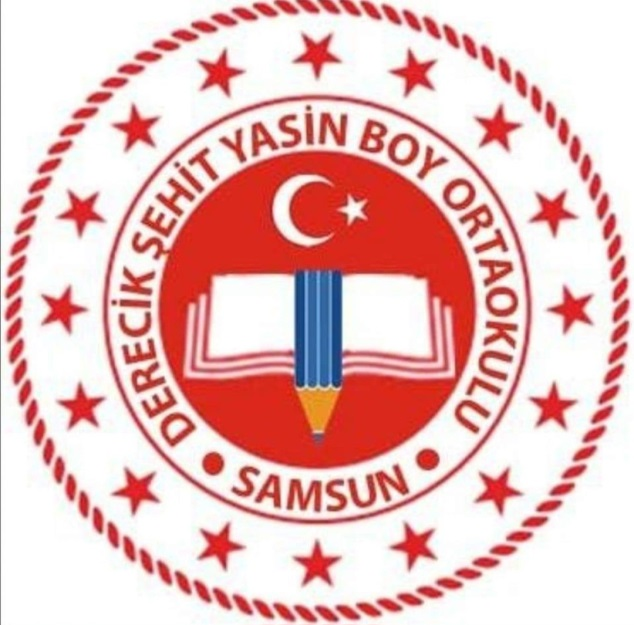 DERECİK ŞEHİT YASİN BOY ORTAOKULU
• SAMSUN •